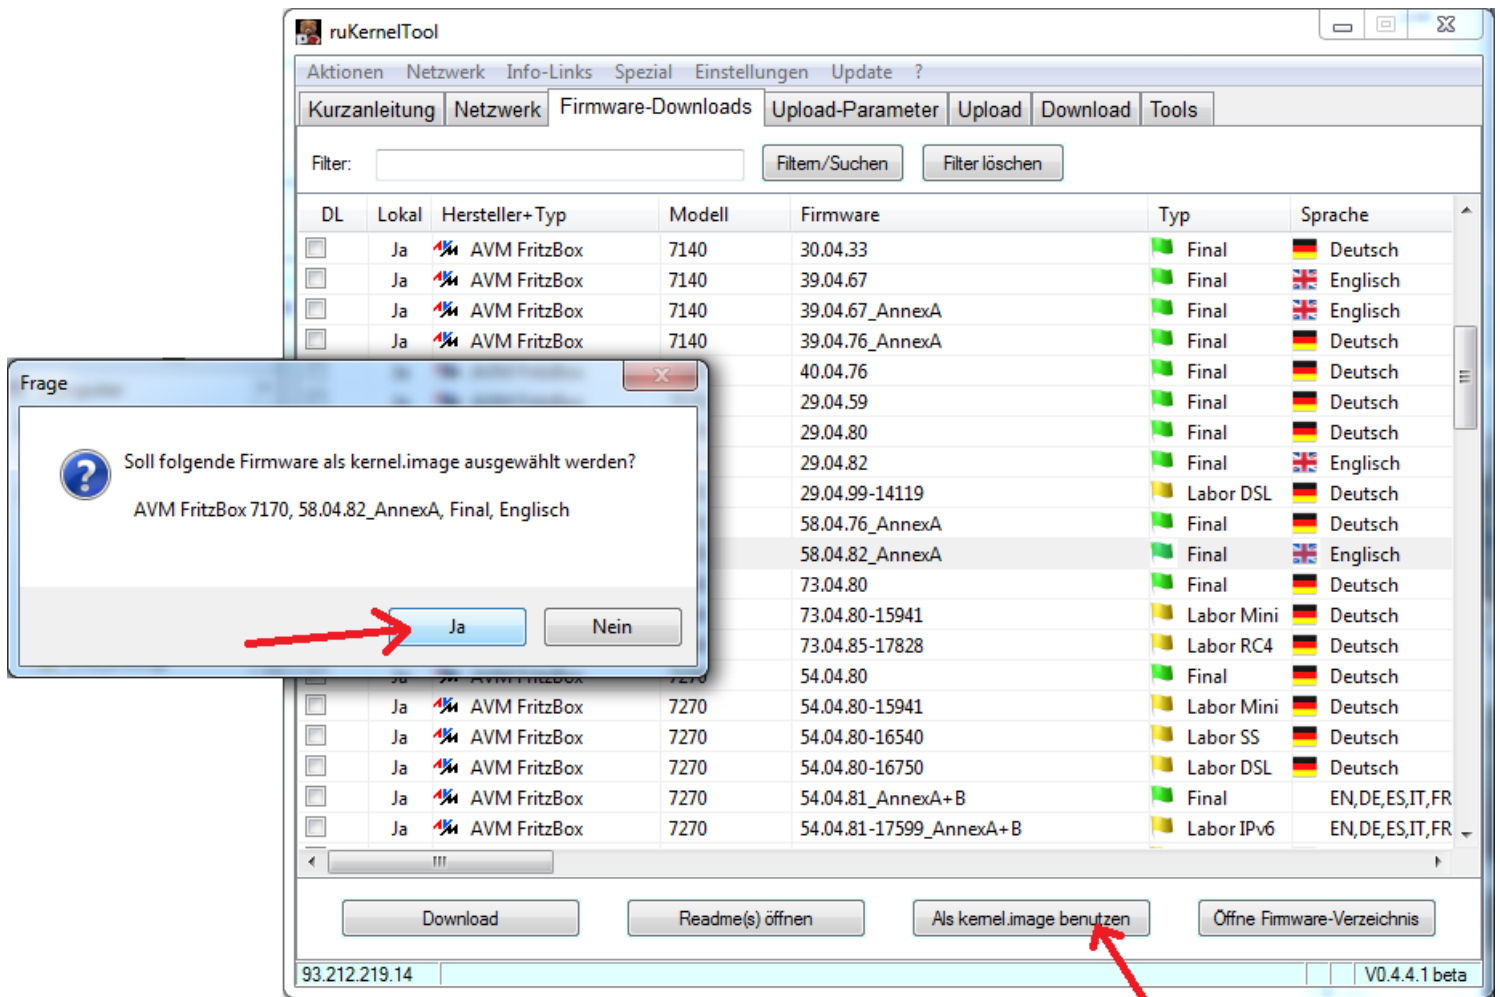 ruKernelTool
Aktionen Netzwerk Info-Links Spezial Einstellungen Update ?
Kurzanleitung Netzwerk Firmware-Downloads Upload-Parameter Upload Download Tools
Filter: Filtern/Suchen Filter löschen
DL Lokal Hersteller+Typ Modell Firmware Typ Sprache
Ja AVM FritzBox 7140 30.04.33 Final Deutsch
Ja AVM FritzBox 7140 39.04.67 Final Englisch
Ja AVM FritzBox 7140 39.04.67_AnnexA Final Englisch
Ja AVM FritzBox 7140 39.04.76_AnnexA Final Deutsch
40.04.76 Final Deutsch
29.04.59 Final Deutsch
29.04.80 Final Deutsch
29.04.82 Final Englisch
29.04.99-14119 Labor DSL Deutsch
58.04.76_AnnexA Final Deutsch
58.04.82_AnnexA Final Englisch
73.04.80 Final Deutsch
73.04.80-15941 Labor Mini Deutsch
73.04.85-17828 Labor RC4 Deutsch
Ja AVM FritzBox 7270 54.04.80 Final Deutsch
Ja AVM FritzBox 7270 54.04.80-15941 Labor Mini Deutsch
Ja AVM FritzBox 7270 54.04.80-16540 Labor SS Deutsch
Ja AVM FritzBox 7270 54.04.80-16750 Labor DSL Deutsch
Ja AVM FritzBox 7270 54.04.81_AnnexA+B Final EN,DE,ES,IT,FR
Ja AVM FritzBox 7270 54.04.81-17599_AnnexA+B Labor IPv6 EN,DE,ES,IT,FR
Download Readme(s) öffnen Als kernel.image benutzen Öffne Firmware-Verzeichnis
93.212.219.14 V0.4.4.1 beta
Frage
Soll folgende Firmware als kernel.image ausgewählt werden?
AVM FritzBox 7170, 58.04.82_AnnexA, Final, Englisch
Ja Nein